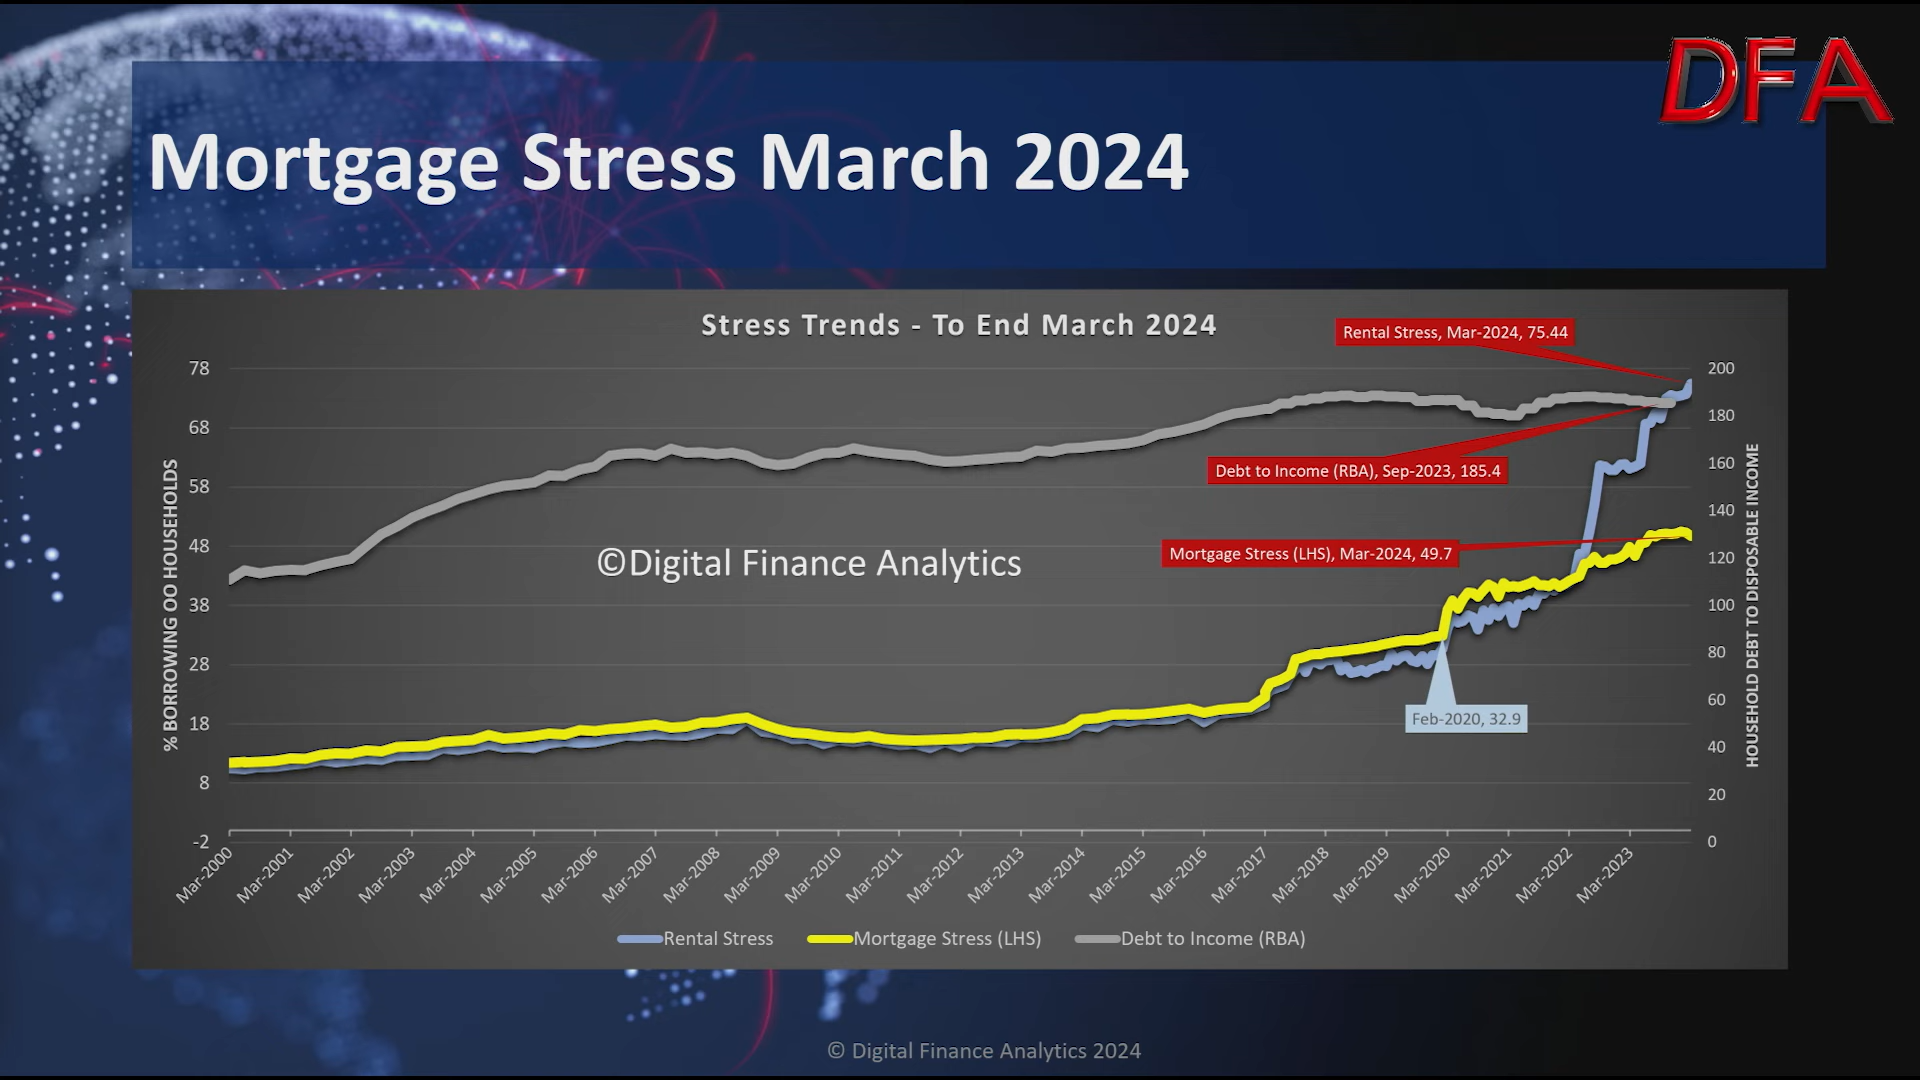 DFA
Mortgage Stress March 2024
Stress Trends - To End March 2024
Rental Stress, Mar-2024, 75.44
Debt to Income (RBA), Sep-2023, 185.4
Mortgage Stress (LHS), Mar-2024, 49.7
Feb-2020, 32.9
©Digital Finance Analytics
% BORROWING OO HOUSEHOLDS
78
68
58
48
38
28
18
8
-2
200
180
160
140
120
100
80
60
40
20
0
HOUSEHOLD DEBT TO DISPOSABLE INCOME
Mar-2000
Mar-2001
Mar-2002
Mar-2003
Mar-2004
Mar-2005
Mar-2006
Mar-2007
Mar-2008
Mar-2009
Mar-2010
Mar-2011
Mar-2012
Mar-2013
Mar-2014
Mar-2015
Mar-2016
Mar-2017
Mar-2018
Mar-2019
Mar-2020
Mar-2021
Mar-2022
Mar-2023
Rental Stress
Mortgage Stress (LHS)
Debt to Income (RBA)
© Digital Finance Analytics 2024